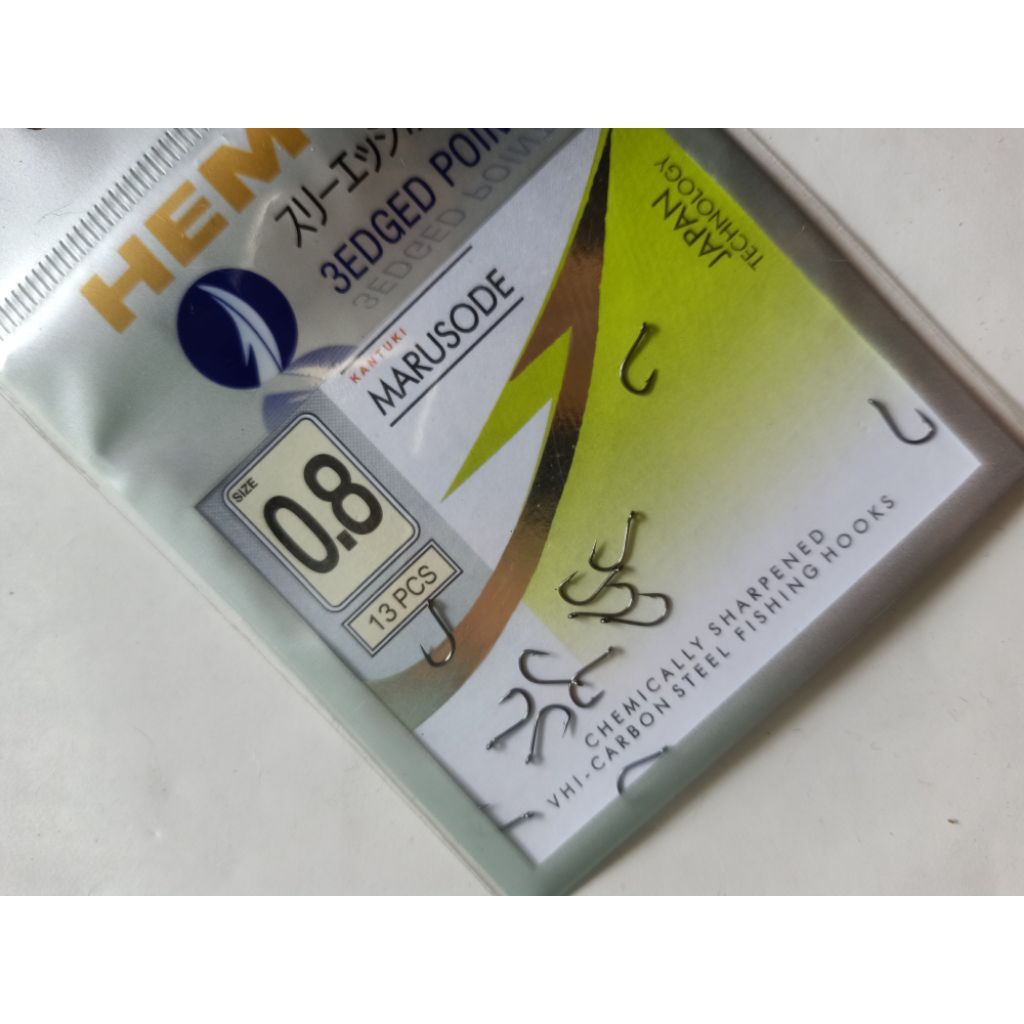 HEM
スリーエッジ
3EDGED POIN
KANTUKI
MARUSODE
SIZE
0.8
13 PCS
JAPAN
TECHNOLOGY
CHEMICALLY SHARPENED
VHI-CARBON STEEL FISHING HOOKS